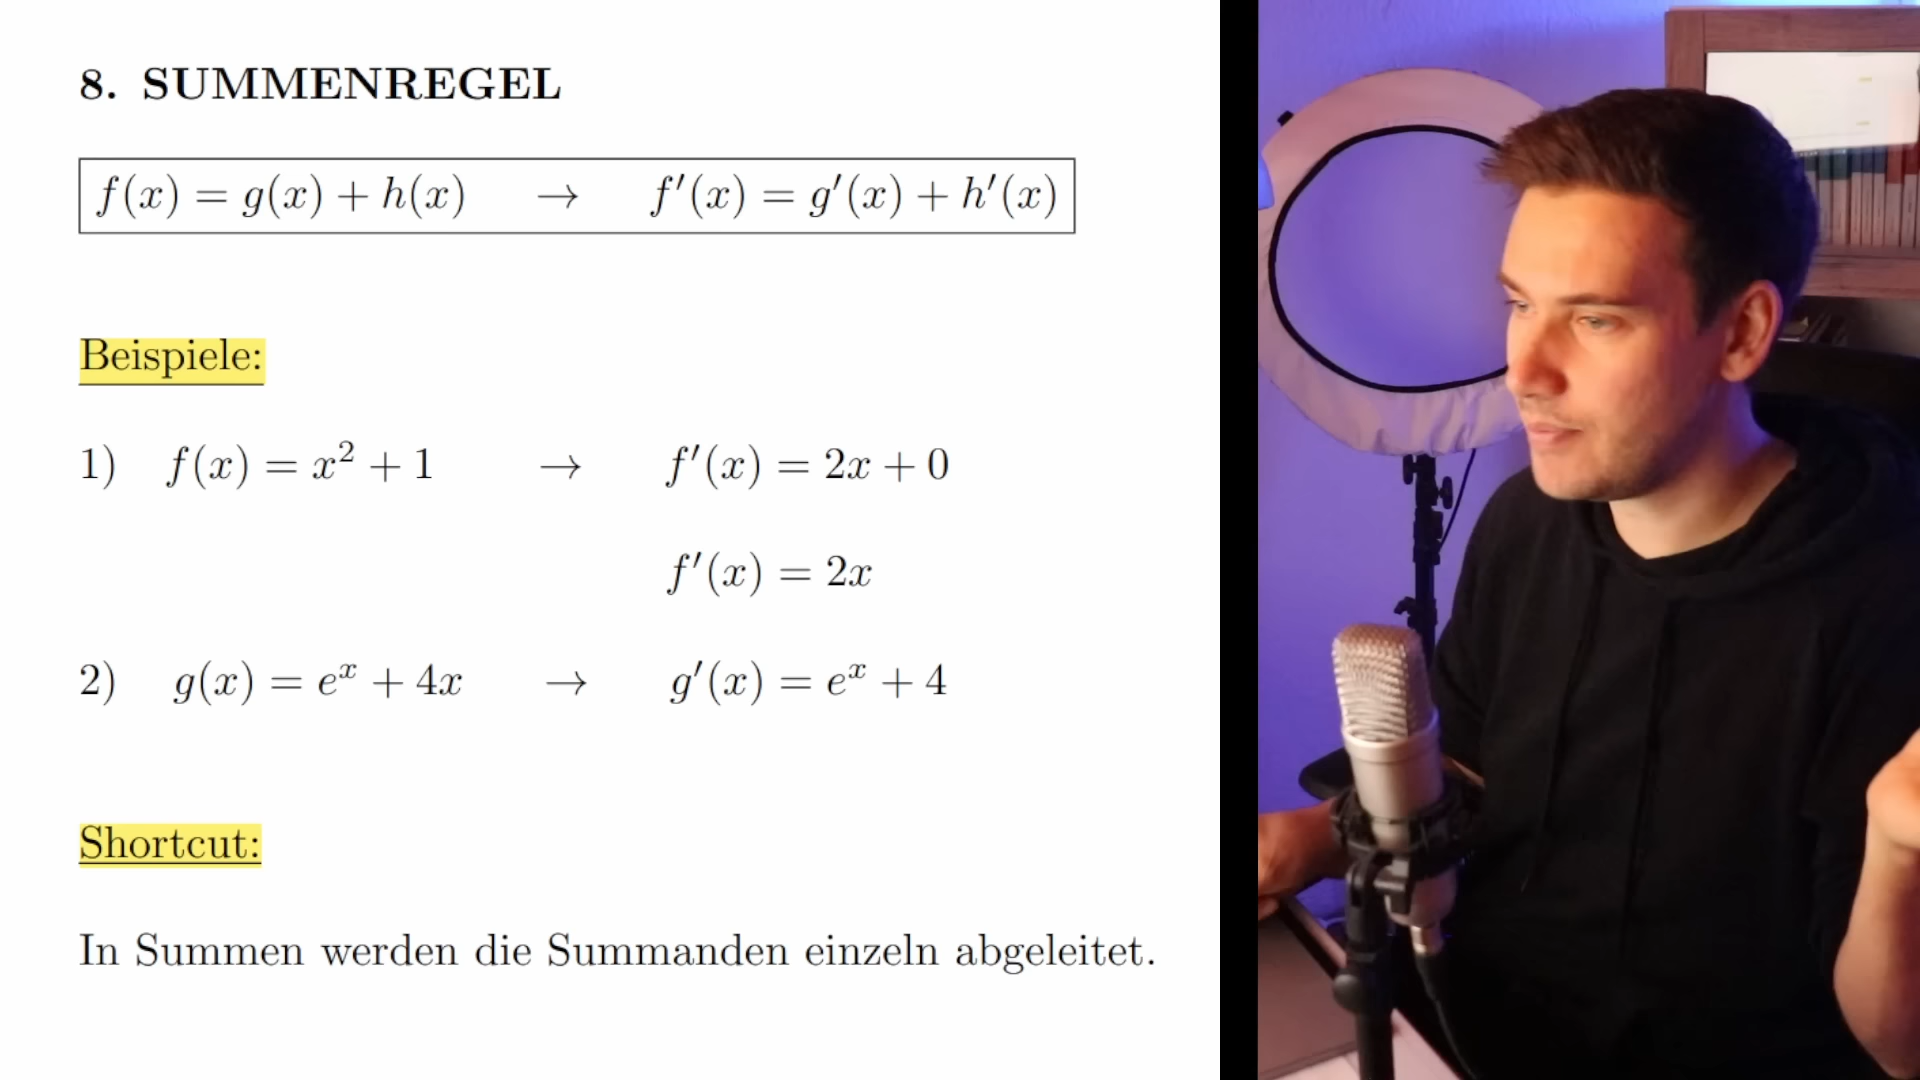 8. SUMMENREGEL
f(x) = g(x) + h(x) → f′(x) = g′(x) + h′(x)
Beispiele:
1) f(x) = x² + 1 → f′(x) = 2x + 0
f′(x) = 2x
2) g(x) = eˣ + 4x → g′(x) = eˣ + 4
Shortcut:
In Summen werden die Summanden einzeln abgeleitet.